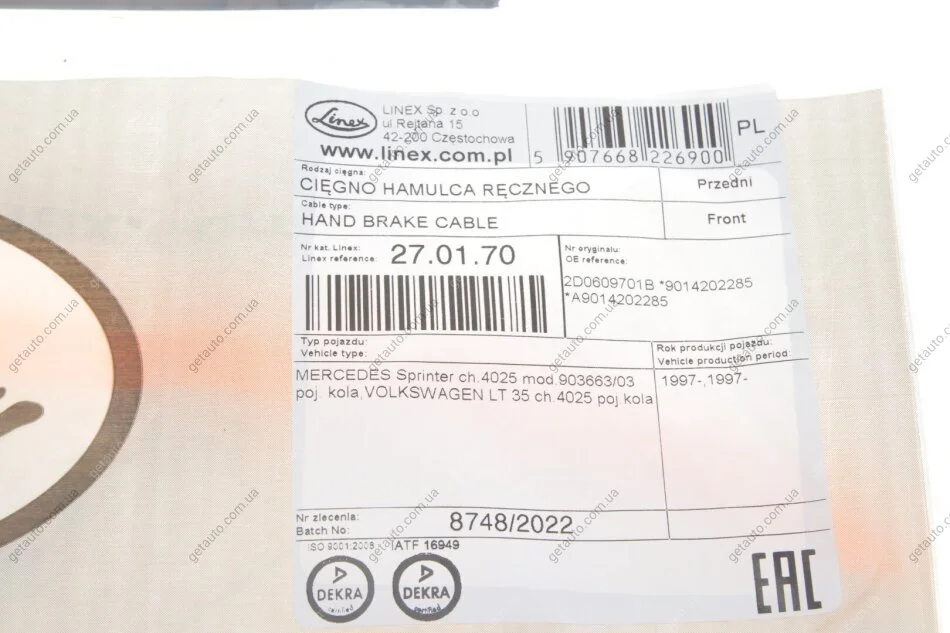 Linex
LINEX Sp z o o
ul Rejtana 15
42-200 Częstochowa
www.linex.com.pl
5 907668 226900
PL
Rodzaj cięgna:
CIĘGNO HAMULCA RĘCZNEGO
Przedni
Cable type:
HAND BRAKE CABLE
Front
Nr kat. Linex:
Linex reference:
27.01.70
Nr oryginału:
OE reference:
2D0609701B *9014202285
*A9014202285
Typ pojazdu:
Vehicle type:
Rok produkcji pojazdu:
Vehicle production period:
MERCEDES Sprinter ch.4025 mod.903663/03
poj. kola,VOLKSWAGEN LT 35 ch.4025 poj.kola
1997-,1997-
Nr zlecenia:
Batch No:
8748/2022
ISO 9001:2008
IATF 16949
DEKRA
certified
DEKRA
certified
EAC
getauto.com.ua